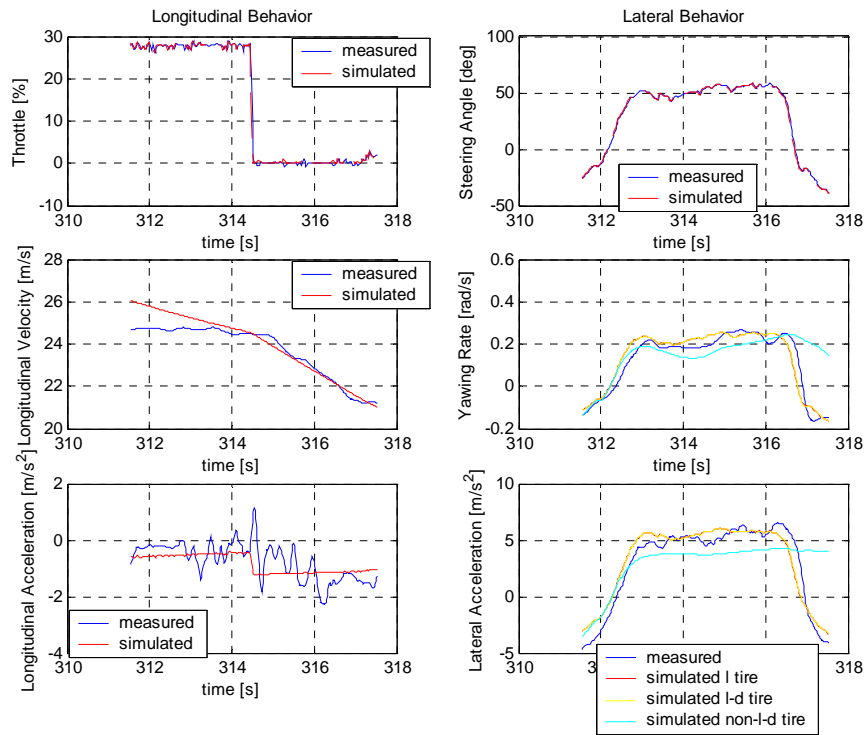 Longitudinal Behavior
Throttle [%]
30
20
10
0
-10
310
312
314
316
318
time [s]
measured
simulated
Longitudinal Velocity [m/s]
28
26
24
22
20
310
312
314
316
318
time [s]
measured
simulated
Longitudinal Acceleration [m/s²]
2
0
-2
-4
310
312
314
316
318
time [s]
measured
simulated
Lateral Behavior
Steering Angle [deg]
100
50
0
-50
310
312
314
316
318
time [s]
measured
simulated
Yawing Rate [rad/s]
0.6
0.4
0.2
0
-0.2
310
312
314
316
318
time [s]
Lateral Acceleration [m/s²]
10
5
0
-5
310
318
measured
simulated l tire
simulated l-d tire
simulated non-l-d tire